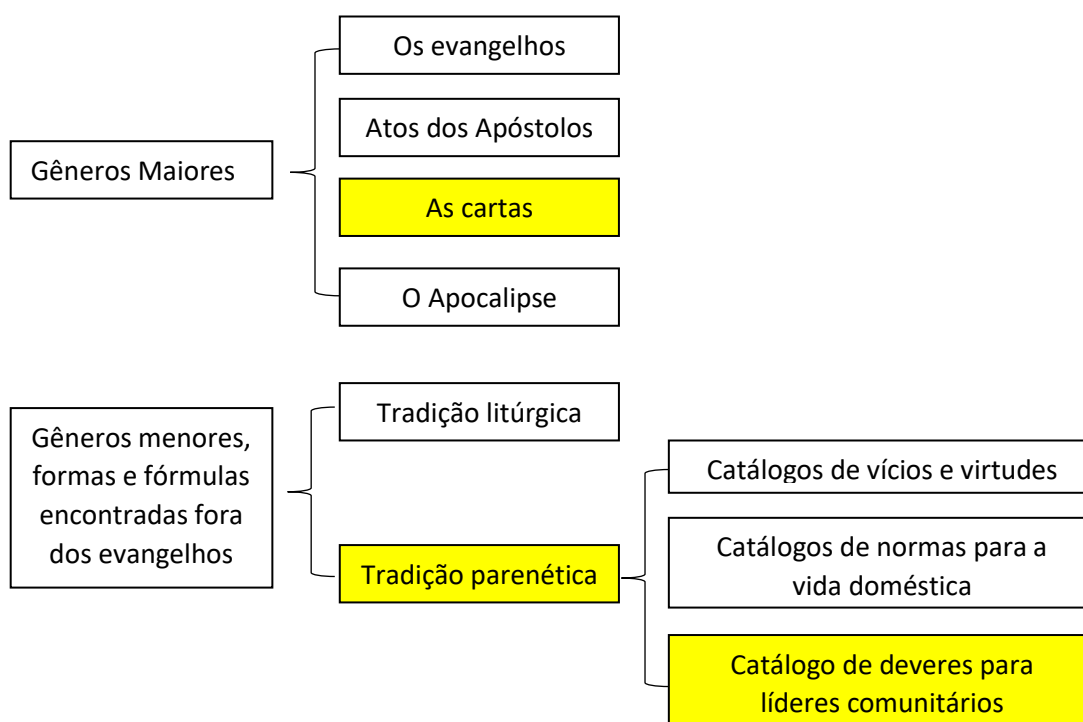 Os evangelhos
Atos dos Apóstolos
Gêneros Maiores
As cartas
O Apocalipse
Tradição litúrgica
Gêneros menores,
formas e fórmulas
encontradas fora
dos evangelhos
Catálogos de vícios e virtudes
Catálogos de normas para a
vida doméstica
Tradição parenética
Catálogo de deveres para
líderes comunitários